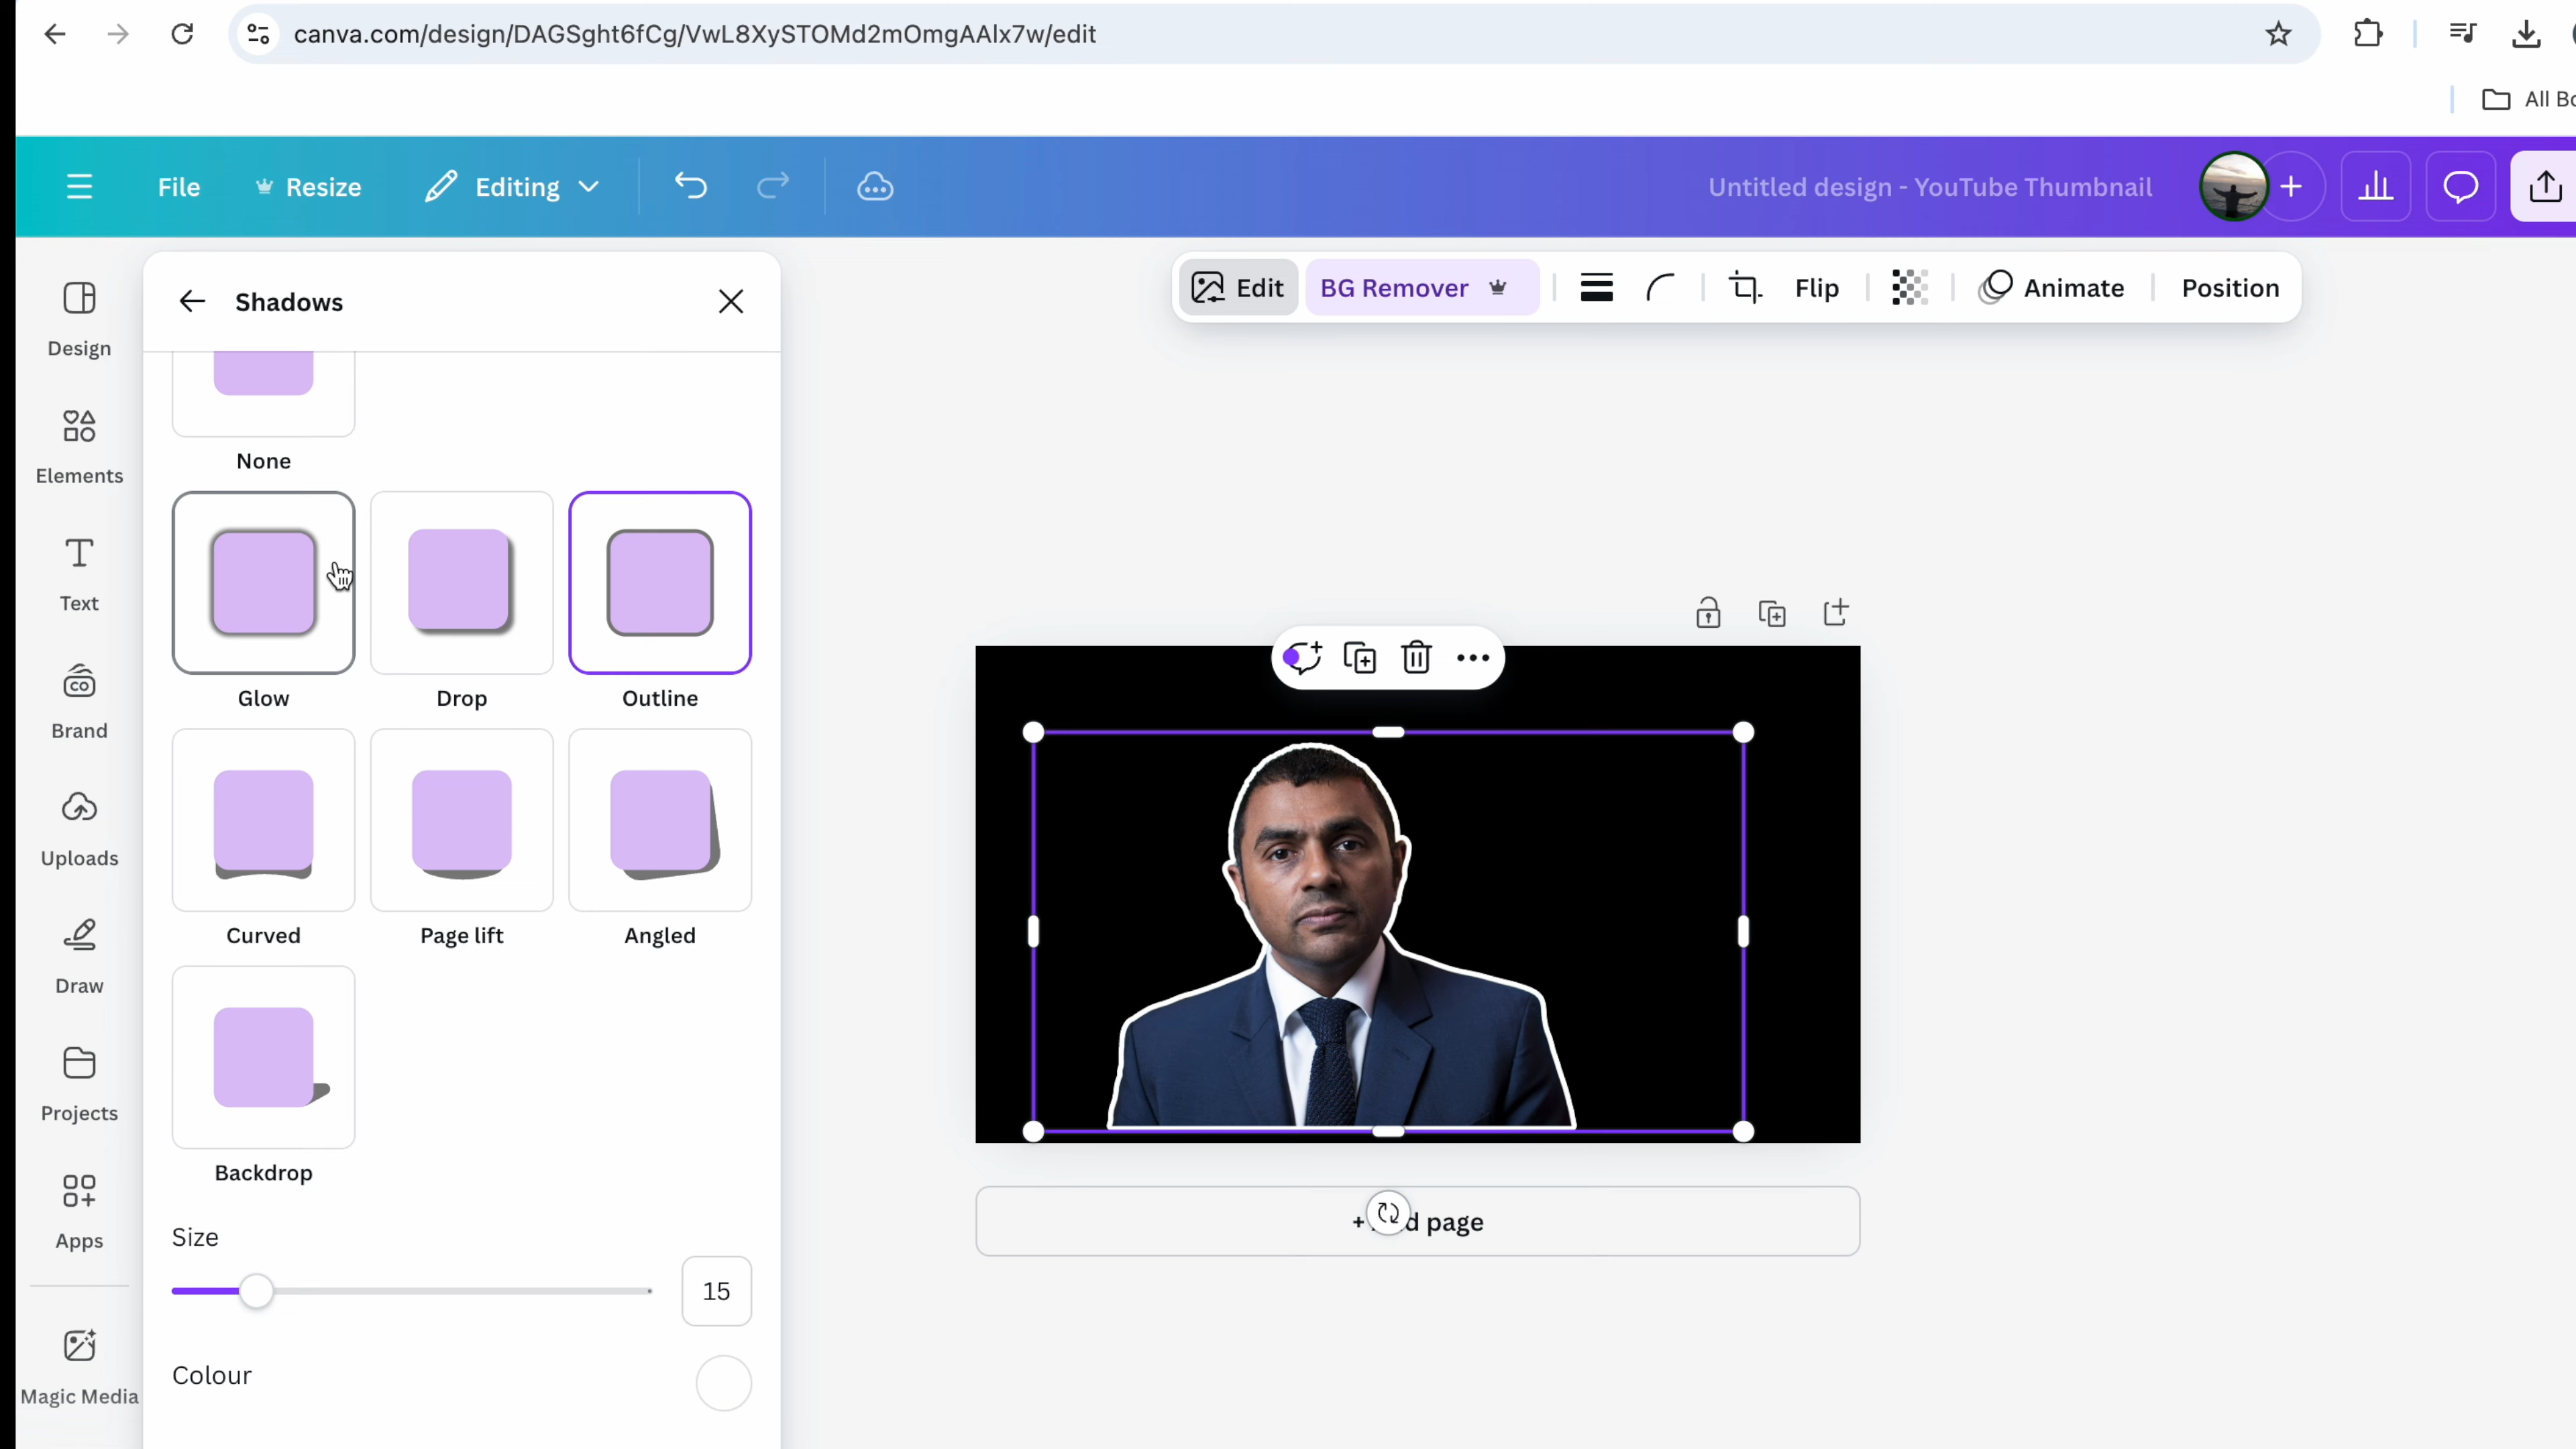 canva.com/design/DAGSght6fCg/VwL8XySTOMd2mOmgAAlx7w/edit
All
File
Resize
Editing
Untitled design - YouTube Thumbnail
Design
Elements
Text
Brand
Uploads
Draw
Projects
Apps
Magic Media
Shadows
None
Glow
Drop
Outline
Curved
Page lift
Angled
Backdrop
Size
15
Colour
Edit
BG Remover
Flip
Animate
Position
+ page